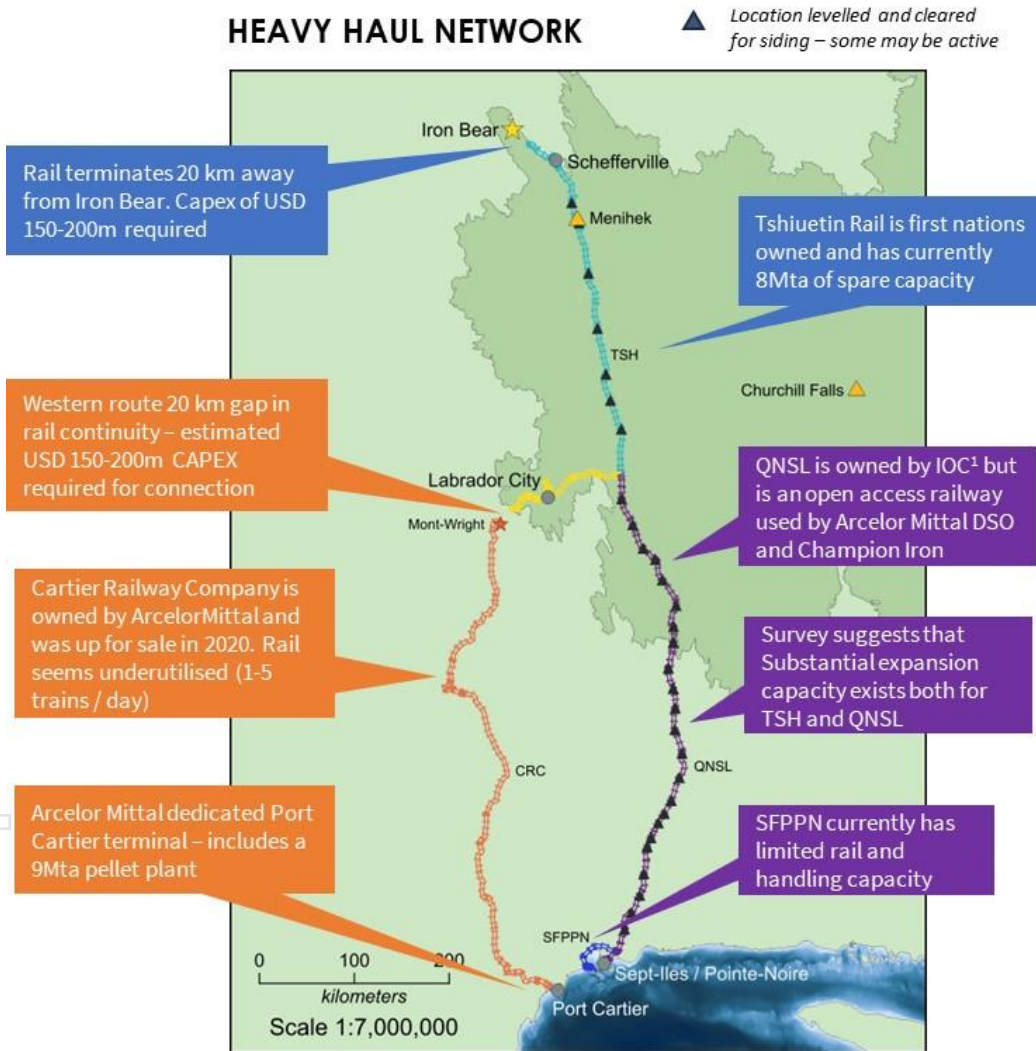 HEAVY HAUL NETWORK
Location levelled and cleared
for siding – some may be active
Iron Bear
Schefferville
Rail terminates 20 km away
from Iron Bear. Capex of USD
150-200m required
Menihek
Tshiuetin Rail is first nations
owned and has currently
8Mta of spare capacity
TSH
Churchill Falls
Western route 20 km gap in
rail continuity – estimated
USD 150-200m CAPEX
required for connection
Labrador City
Mont-Wright
QNSL is owned by IOC¹ but
is an open access railway
used by Arcelor Mittal DSO
and Champion Iron
Cartier Railway Company is
owned by ArcelorMittal and
was up for sale in 2020. Rail
seems underutilised (1-5
trains / day)
Survey suggests that
Substantial expansion
capacity exists both for
TSH and QNSL
CRC
QNSL
Arcelor Mittal dedicated Port
Cartier terminal – includes a
9Mta pellet plant
SFPPN currently has
limited rail and
handling capacity
SFPPN
0 100 200
kilometers
Scale 1:7,000,000
Sept-Iles / Pointe-Noire
Port Cartier